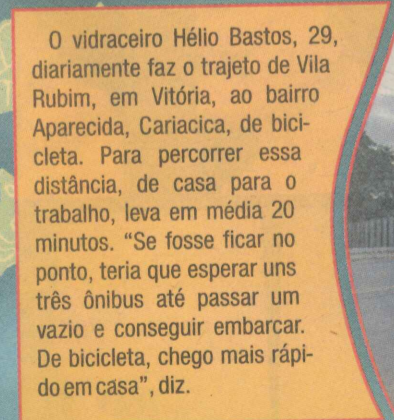 O vidraceiro Hélio Bastos, 29,
diariamente faz o trajeto de Vila
Rubim, em Vitória, ao bairro
Aparecida, Cariacica, de bici-
cleta. Para percorrer essa
distância, de casa para o
trabalho, leva em média 20
minutos. “Se fosse ficar no
ponto, teria que esperar uns
três ônibus até passar um
vazio e conseguir embarcar.
De bicicleta, chego mais rápi-
do em casa”, diz.